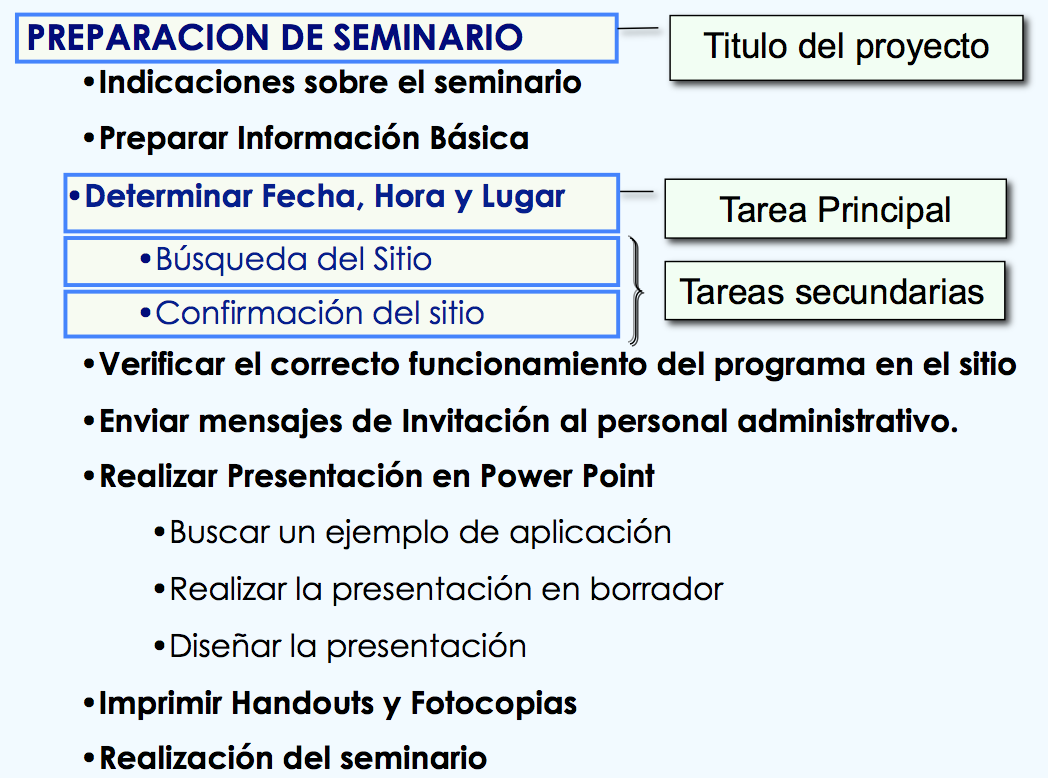 PREPARACION DE SEMINARIO
Titulo del proyecto
•Indicaciones sobre el seminario
•Preparar Información Básica
•Determinar Fecha, Hora y Lugar
Tarea Principal
•Búsqueda del Sitio
•Confirmación del sitio
Tareas secundarias
•Verificar el correcto funcionamiento del programa en el sitio
•Enviar mensajes de Invitación al personal administrativo.
•Realizar Presentación en Power Point
•Buscar un ejemplo de aplicación
•Realizar la presentación en borrador
•Diseñar la presentación
•Imprimir Handouts y Fotocopias
•Realización del seminario